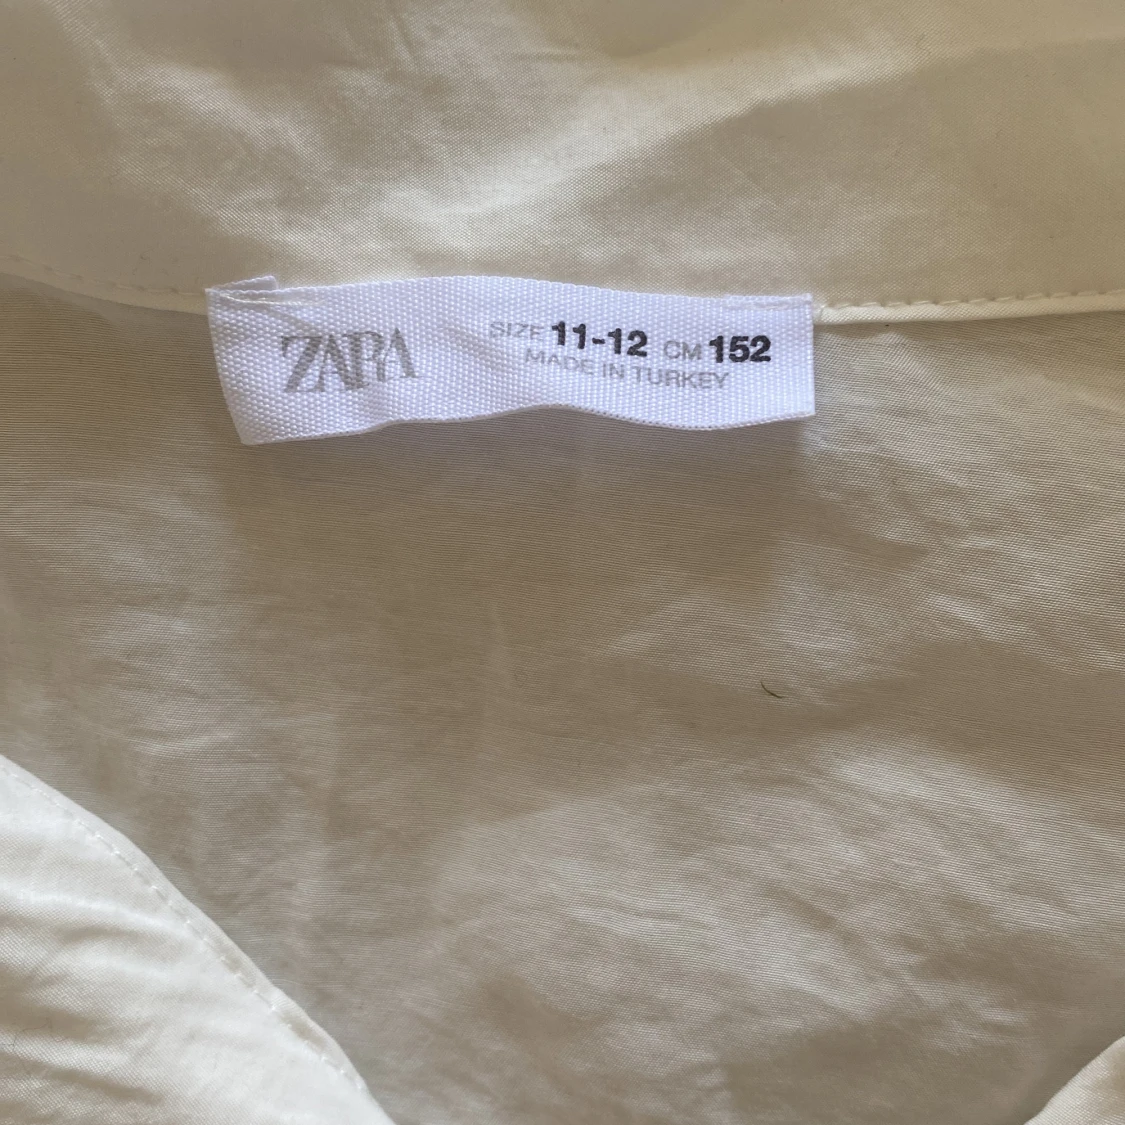 ZARA
SIZE 11-12 CM 152
MADE IN TURKEY